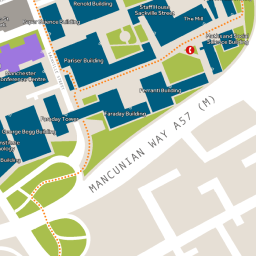 Renold Building
Staff House
Sackville Street
The Mill
Pariser Building
Manchester
Conference Centre
Ferranti Building
George Begg Building
Faraday Tower
Faraday Building
MANCUNIAN WAY A57 (M)
Building